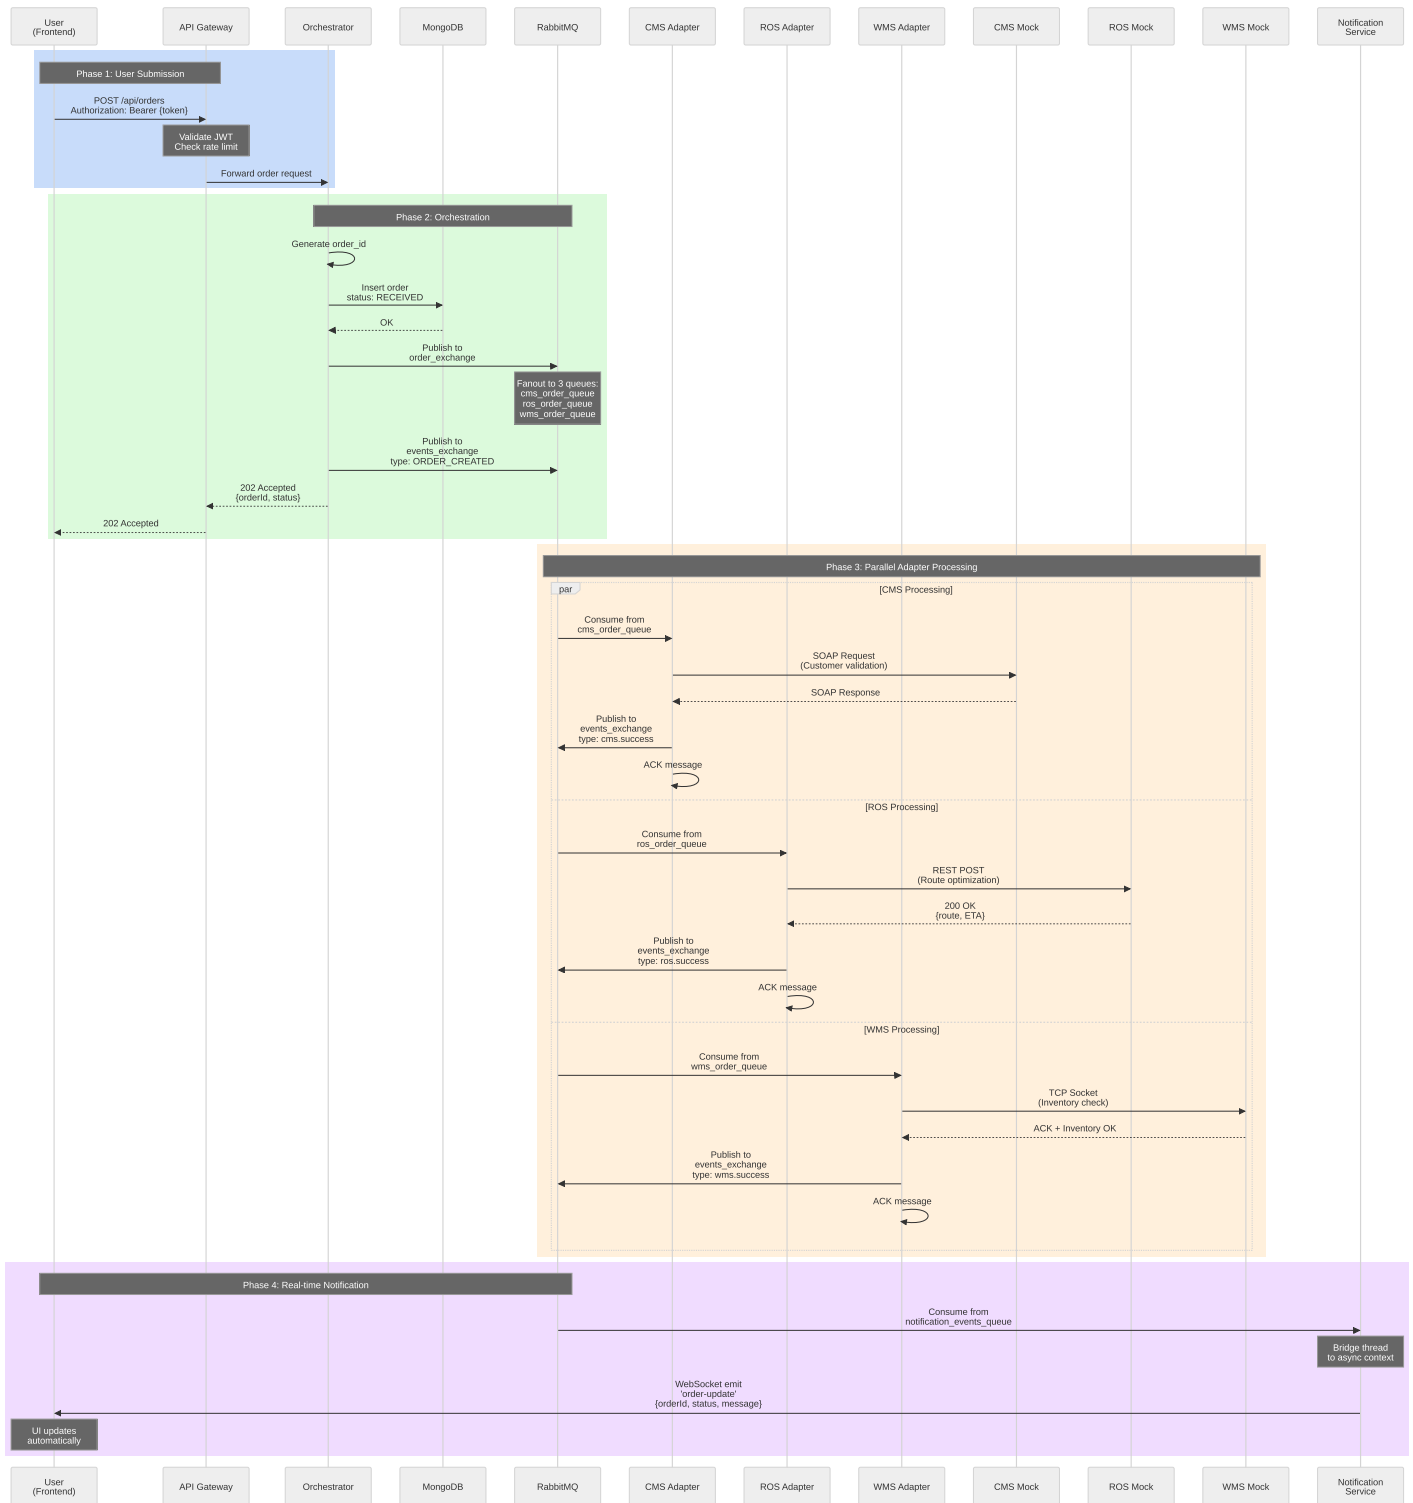 User
(Frontend)
API Gateway
Orchestrator
MongoDB
RabbitMQ
CMS Adapter
ROS Adapter
WMS Adapter
CMS Mock
ROS Mock
WMS Mock
Notification
Service
Phase 1: User Submission
POST /api/orders
Authorization: Bearer {token}
Validate JWT
Check rate limit
Forward order request
Phase 2: Orchestration
Generate order_id
Insert order
status: RECEIVED
OK
Publish to
order_exchange
Fanout to 3 queues:
cms_order_queue
ros_order_queue
wms_order_queue
Publish to
events_exchange
type: ORDER_CREATED
202 Accepted
{orderId, status}
202 Accepted
Phase 3: Parallel Adapter Processing
par
[CMS Processing]
Consume from
cms_order_queue
SOAP Request
(Customer validation)
SOAP Response
Publish to
events_exchange
type: cms.success
ACK message
[ROS Processing]
Consume from
ros_order_queue
REST POST
(Route optimization)
200 OK
{route, ETA}
Publish to
events_exchange
type: ros.success
ACK message
[WMS Processing]
Consume from
wms_order_queue
TCP Socket
(Inventory check)
ACK + Inventory OK
Publish to
events_exchange
type: wms.success
ACK message
Phase 4: Real-time Notification
Consume from
notification_events_queue
Bridge thread
to async context
WebSocket emit
'order-update'
{orderId, status, message}
UI updates
automatically
User
(Frontend)
API Gateway
Orchestrator
MongoDB
RabbitMQ
CMS Adapter
ROS Adapter
WMS Adapter
CMS Mock
ROS Mock
WMS Mock
Notification
Service